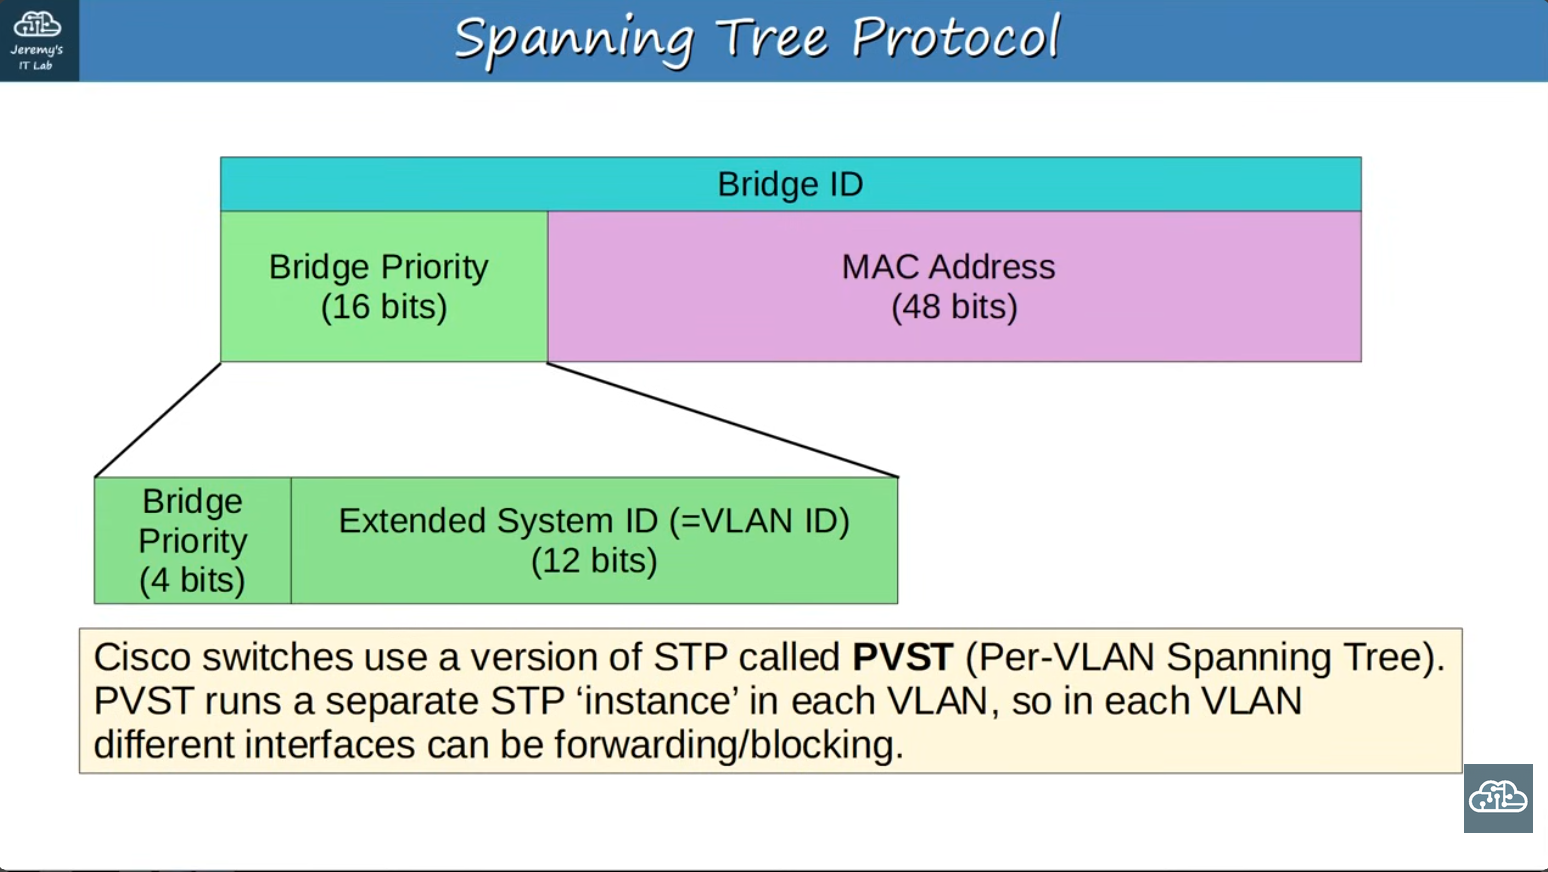 Jeremy's
IT Lab
Spanning Tree Protocol
Bridge ID
Bridge Priority
(16 bits)
MAC Address
(48 bits)
Bridge
Priority
(4 bits)
Extended System ID (=VLAN ID)
(12 bits)
Cisco switches use a version of STP called PVST (Per-VLAN Spanning Tree).
PVST runs a separate STP ‘instance’ in each VLAN, so in each VLAN
different interfaces can be forwarding/blocking.